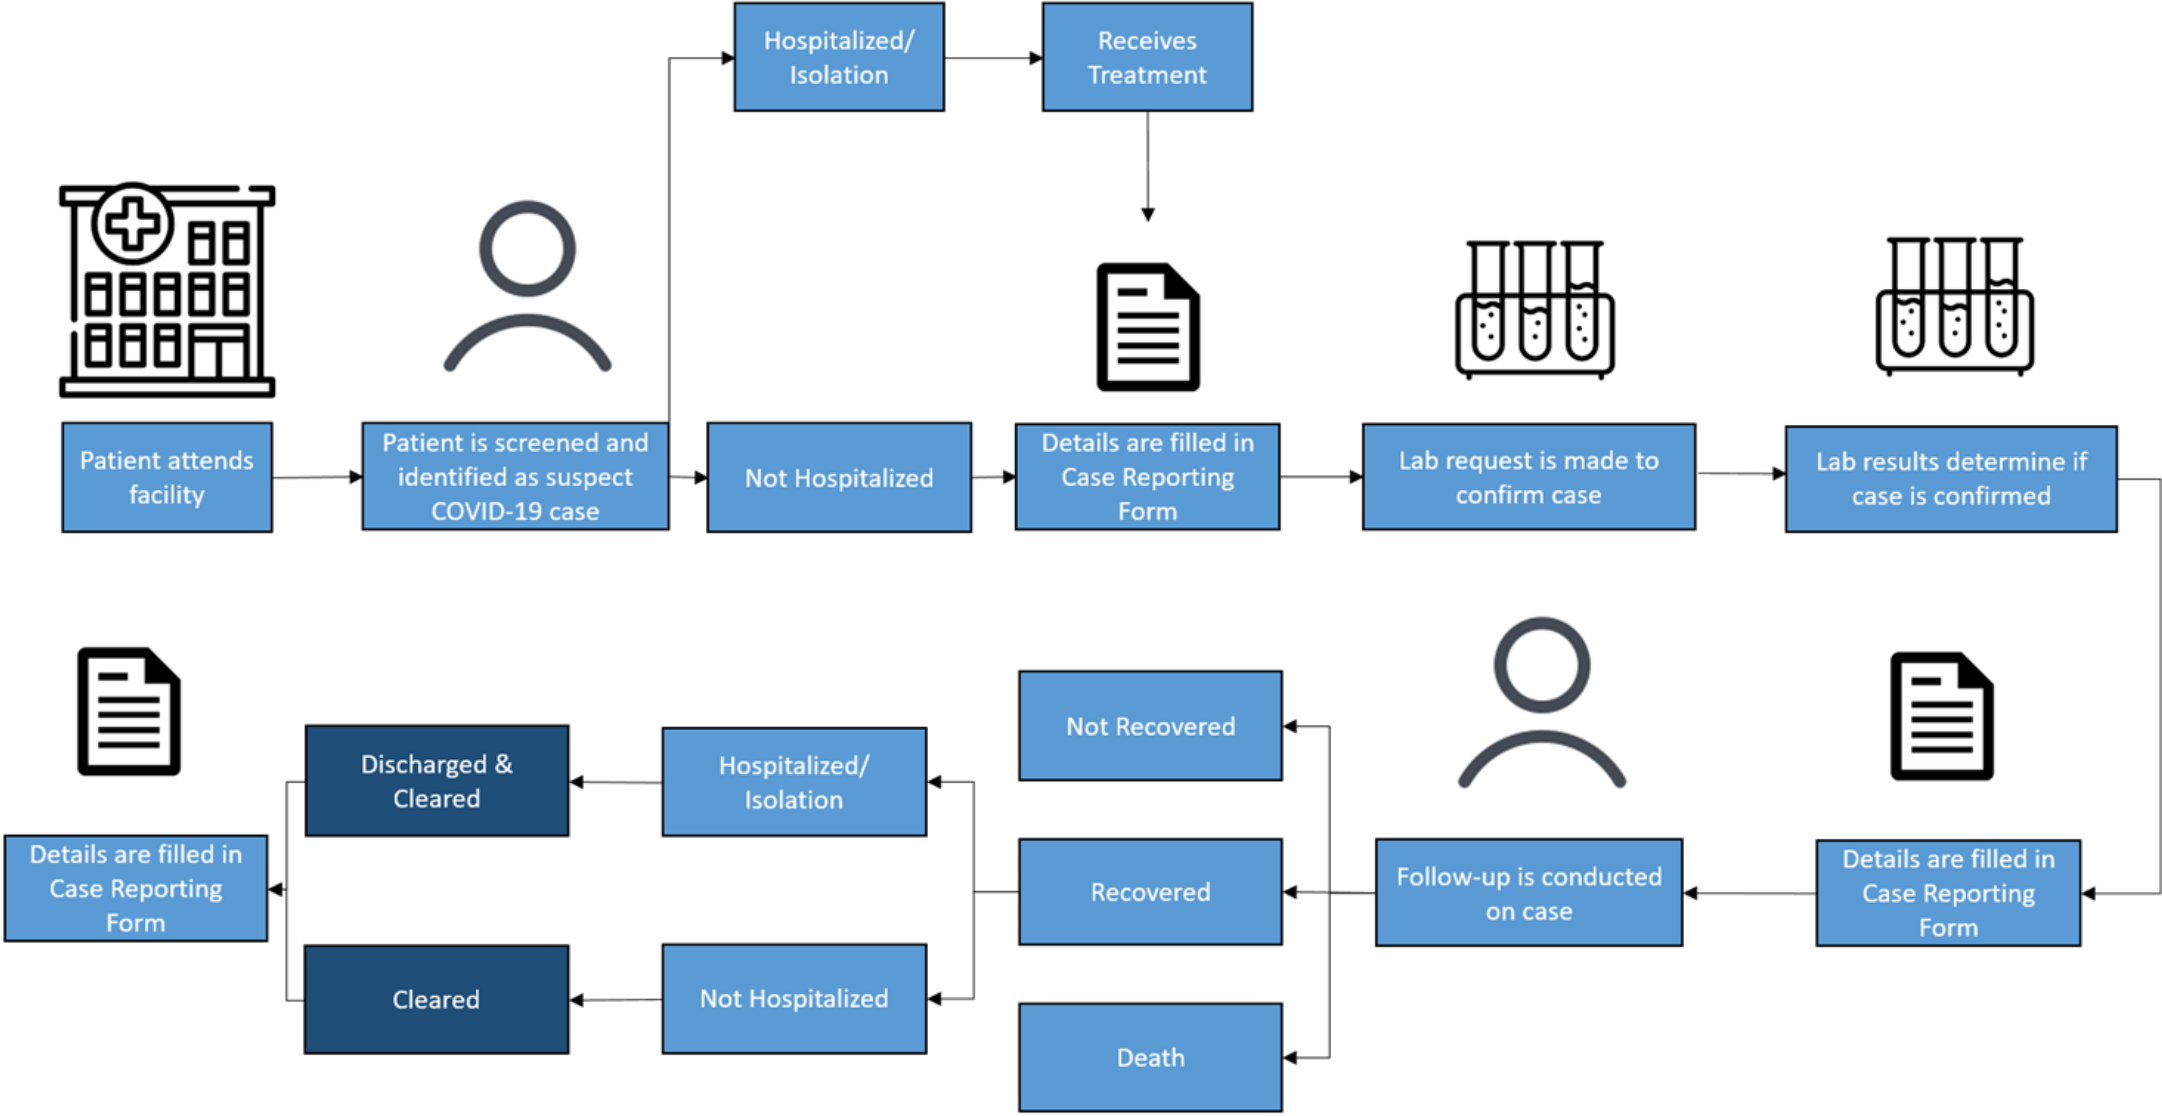 Hospitalized/
Isolation
Receives
Treatment
Patient attends
facility
Patient is screened and
identified as suspect
COVID-19 case
Not Hospitalized
Details are filled in
Case Reporting
Form
Lab request is made to
confirm case
Lab results determine if
case is confirmed
Details are filled in
Case Reporting
Form
Follow-up is conducted
on case
Not Recovered
Recovered
Death
Hospitalized/
Isolation
Not Hospitalized
Discharged &
Cleared
Cleared
Details are filled in
Case Reporting
Form